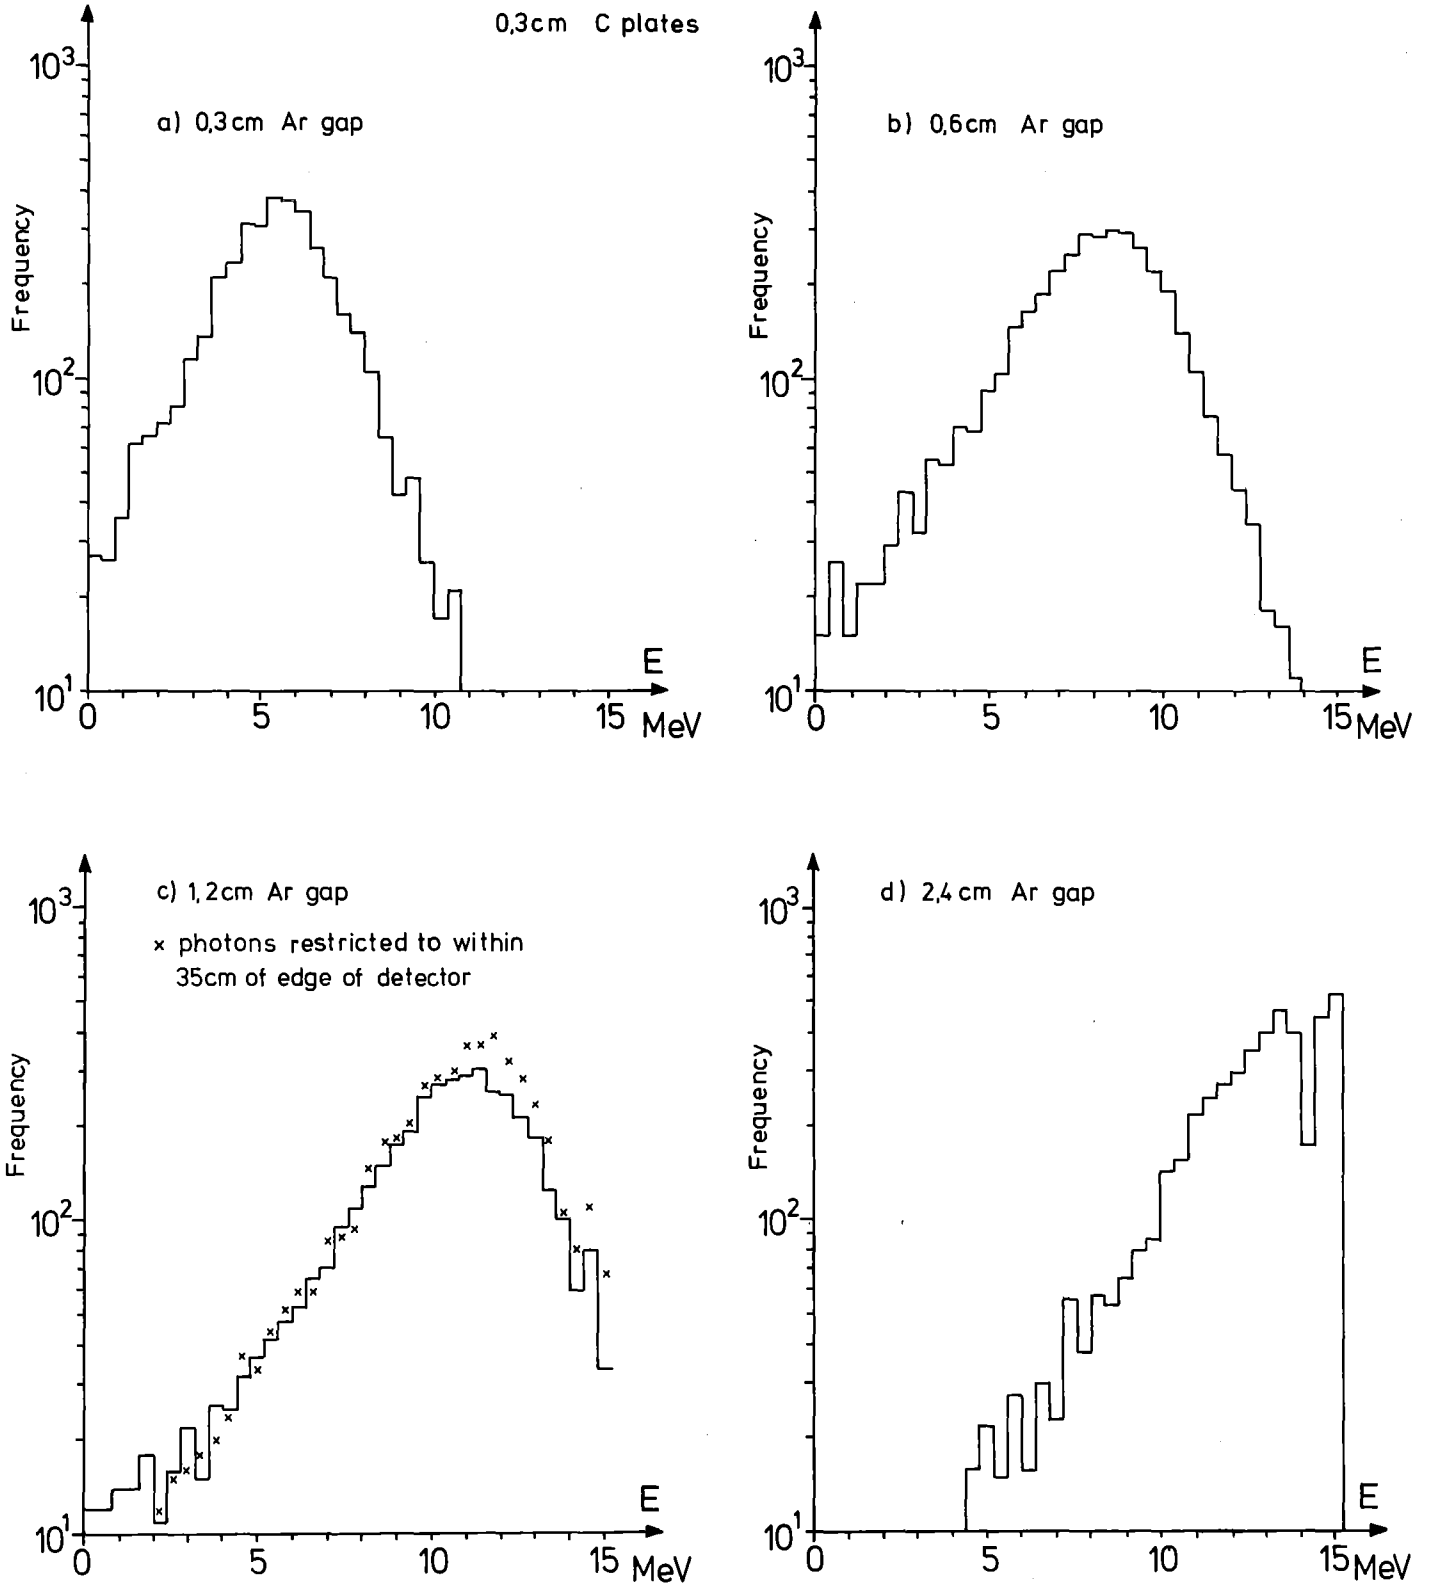 0,3cm C plates
10³
a) 0,3cm Ar gap
Frequency
10²
10¹
0 5 10 15 MeV
E
10³
b) 0,6cm Ar gap
Frequency
10²
10¹
0 5 10 15 MeV
E
10³
c) 1,2cm Ar gap
x photons restricted to within
35cm of edge of detector
Frequency
10²
10¹
0 5 10 15 MeV
E
10³
d) 2,4cm Ar gap
Frequency
10²
10¹
0 5 10 15 MeV
E